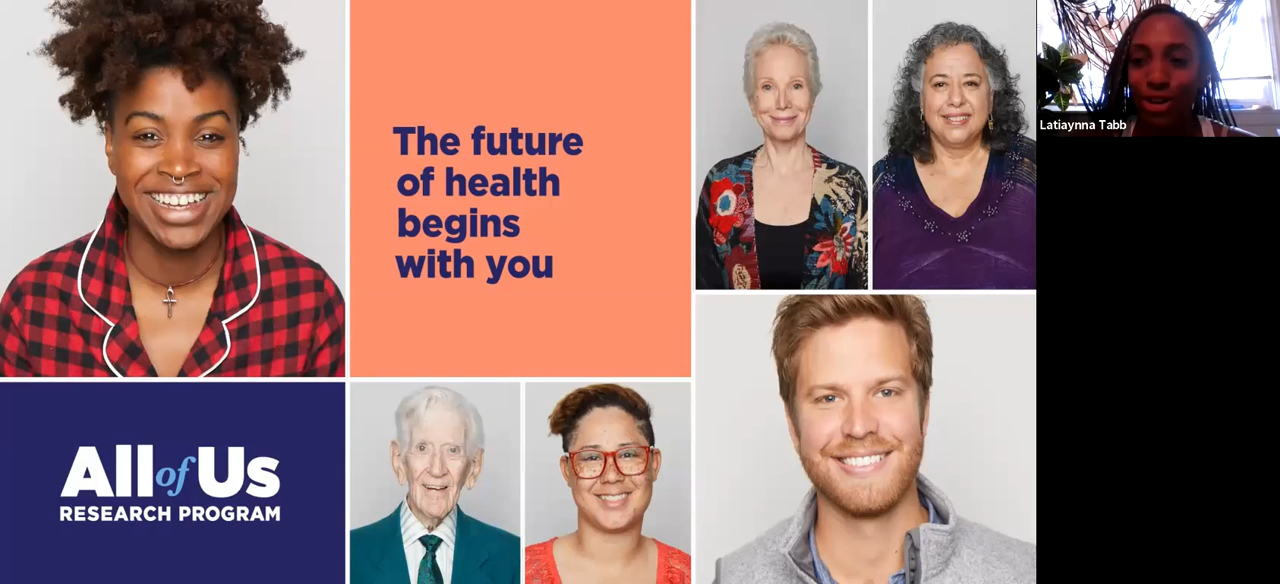 The future
of health
begins
with you
Latiaynna Tabb
All of Us
RESEARCH PROGRAM